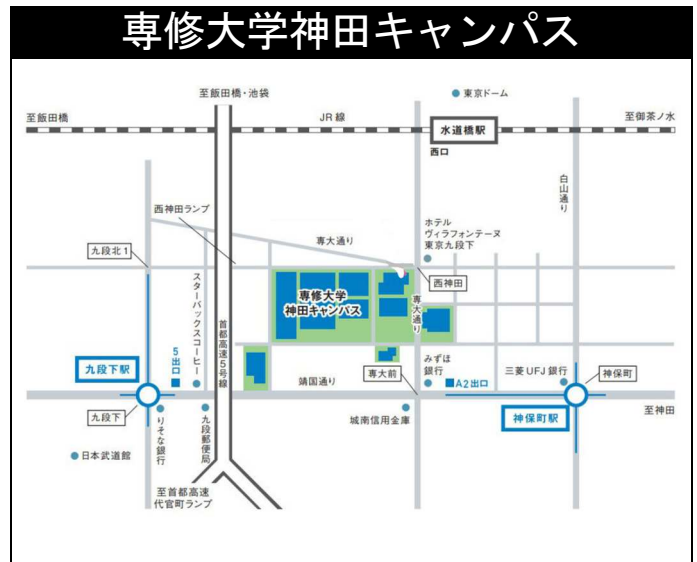 専修大学神田キャンパス
至飯田橋・池袋
東京ドーム
至飯田橋
JR線
水道橋駅
至御茶ノ水
西口
白山通り
西神田ランプ
ホテル
ヴィラフォンテーヌ
東京九段下
専大通り
九段北1
西神田
専修大学
神田キャンパス
スターバックスコーヒー
首都高速5号線
専大通り
5出口
九段下駅
靖国通り
専大前
みずほ
銀行
A2出口
三菱UFJ銀行
神保町
九段下
りそな銀行
九段郵便局
城南信用金庫
神保町駅
至神田
日本武道館
至首都高速
代官町ランプ